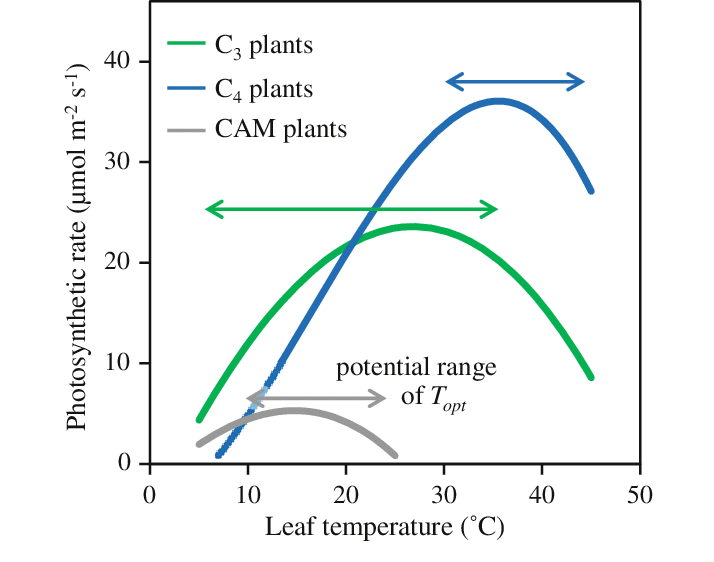 C₃ plants
C₄ plants
CAM plants
Photosynthetic rate (µmol m⁻² s⁻¹)
40
30
20
10
0
potential range
of Tₒₚₜ
0 10 20 30 40 50
Leaf temperature (˚C)